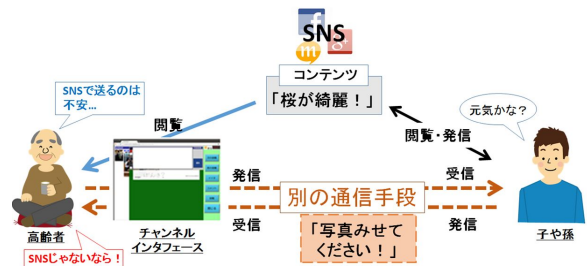 SNS
コンテンツ
「桜が綺麗！」
SNSで送るのは
不安…
元気かな？
閲覧
閲覧・発信
発信
受信
別の通信手段
受信
発信
「写真みせて
ください！」
高齢者
チャンネル
インタフェース
子や孫
SNSじゃないなら！